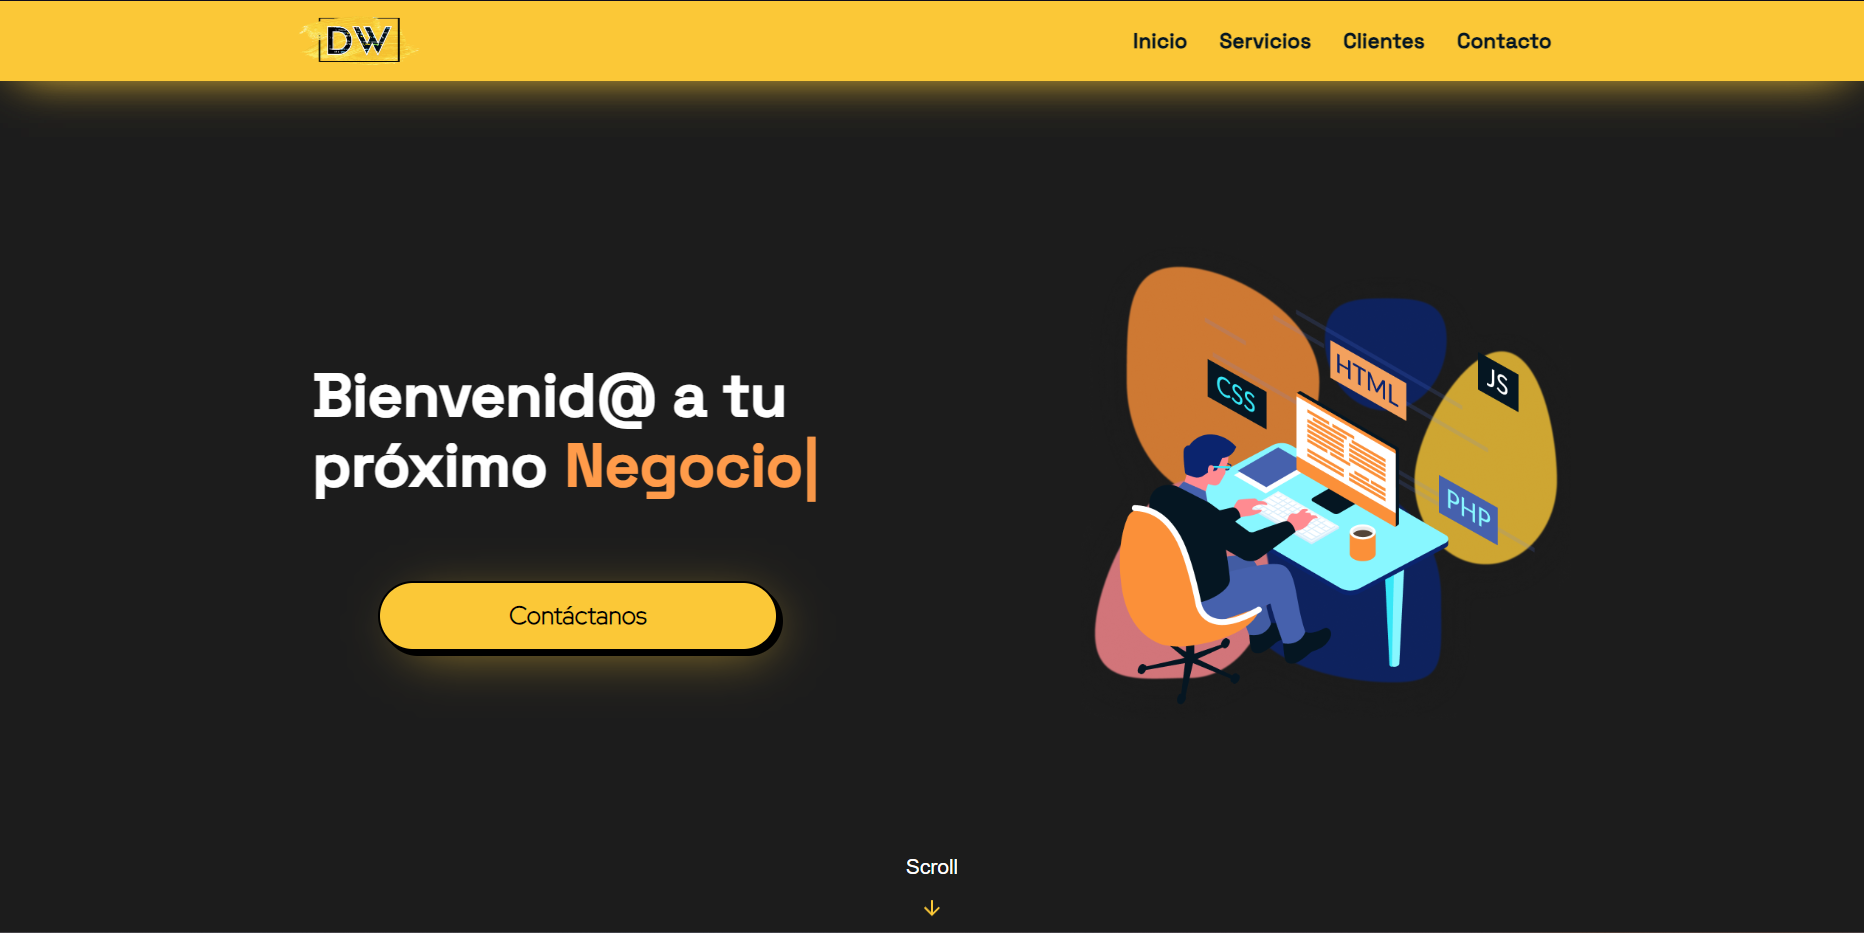 DW
Inicio Servicios Clientes Contacto
Bienvenid@ a tu
próximo Negocio|
Contáctanos
CSS
HTML
JS
PHP
Scroll